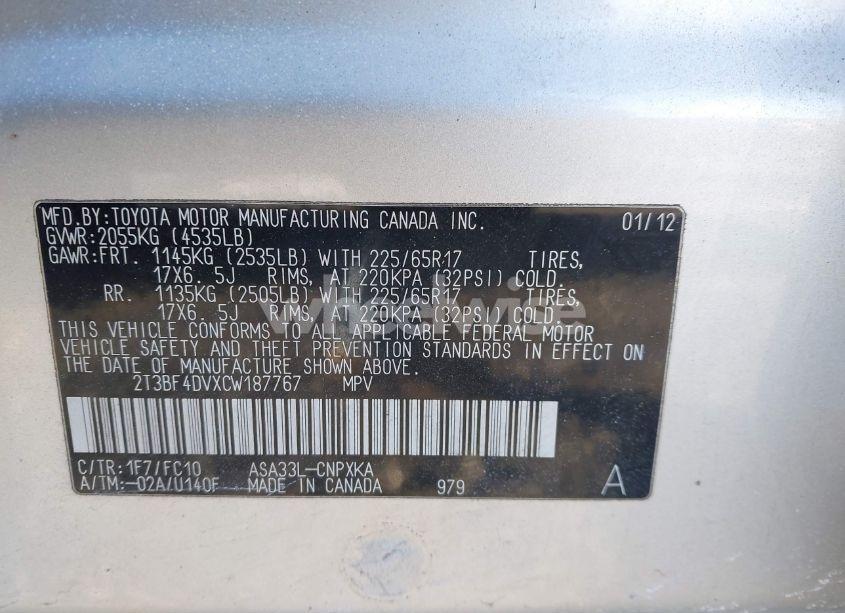 MFD.BY:TOYOTA MOTOR MANUFACTURING CANADA INC. 01/12
GVWR:2055KG (4535LB)
GAWR:FRT. 1145KG (2535LB) WITH 225/65R17 TIRES,
17X6. 5J RIMS, AT 220KPA (32PSI) COLD.
RR. 1135KG (2505LB) WITH 225/65R17 TIRES,
17X6. 5J RIMS, AT 220KPA (32PSI) COLD.
THIS VEHICLE CONFORMS TO ALL APPLICABLE FEDERAL MOTOR
VEHICLE SAFETY AND THEFT PREVENTION STANDARDS IN EFFECT ON
THE DATE OF MANUFACTURE SHOWN ABOVE.
2T3BF4DVXCW187767 MPV
C/TR:1F7/FC10 ASA33L-CNPXKA
A/TM:-02A/U140F MADE IN CANADA 979 A